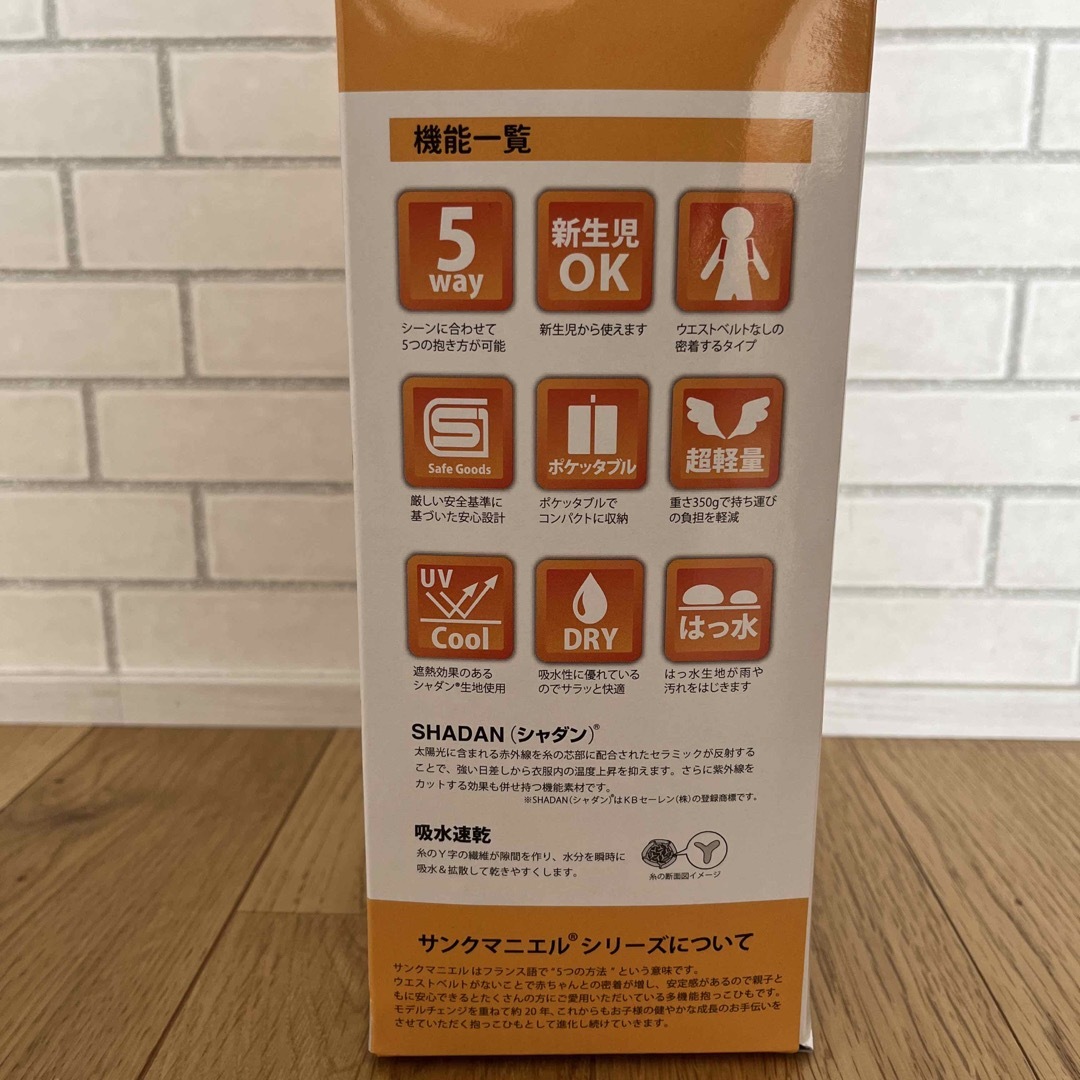 機能一覧
5
way
シーンに合わせて
5つの抱き方が可能
新生児
OK
新生児から使えます
ウエストベルトなしの
密着するタイプ
Safe Goods
厳しい安全基準に
基づいた安心設計
ポケッタブル
ポケッタブルで
コンパクトに収納
超軽量
重さ350gで持ち運び
の負担を軽減
UV
Cool
遮熱効果のある
シャダン®生地使用
DRY
吸水性に優れている
のでサラッと快適
はっ水
はっ水生地が雨や
汚れをはじきます
SHADAN(シャダン)®
太陽光に含まれる赤外線を糸の芯部に配合されたセラミックが反射する
ことで、強い日差しから衣服内の温度上昇を抑えます。さらに紫外線を
カットする効果も併せ持つ機能素材です。
※SHADAN(シャダン)®はKBセーレン(株)の登録商標です。
吸水速乾
糸のY字の繊維が隙間を作り、水分を瞬時に
吸水&拡散して乾きやすくします。
糸の断面図イメージ
サンクマニエル®シリーズについて
サンクマニエルはフランス語で“5つの方法”という意味です。
ウエストベルトがないことで赤ちゃんとの密着が増し、安定感があるので親子と
もに安心できるとたくさんの方にご愛用いただいている多機能抱っこひもです。
モデルチェンジを重ねて約20年、これからもお子様の健やかな成長のお手伝いを
させていただく抱っこひもとして進化し続けていきます。